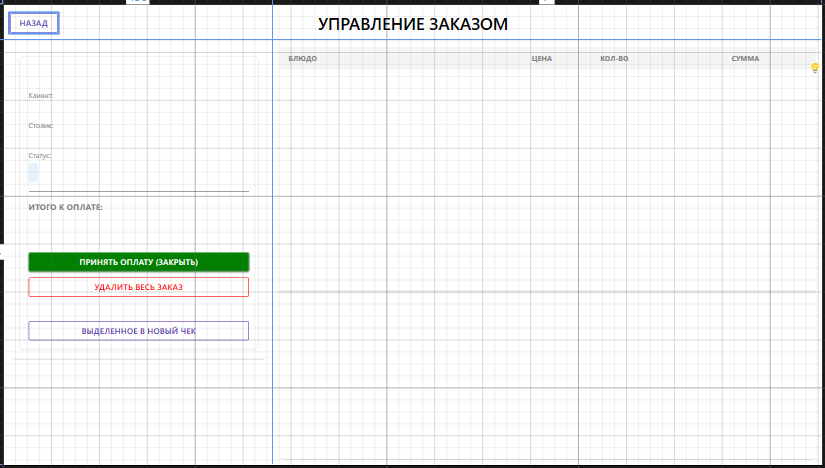 НАЗАД
УПРАВЛЕНИЕ ЗАКАЗОМ
БЛЮДО ЦЕНА КОЛ-ВО СУММА
Клиент:
Столик:
Статус:
ИТОГО К ОПЛАТЕ:
ПРИНЯТЬ ОПЛАТУ (ЗАКРЫТЬ)
УДАЛИТЬ ВЕСЬ ЗАКАЗ
ВЫДЕЛЕННОЕ В НОВЫЙ ЧЕК